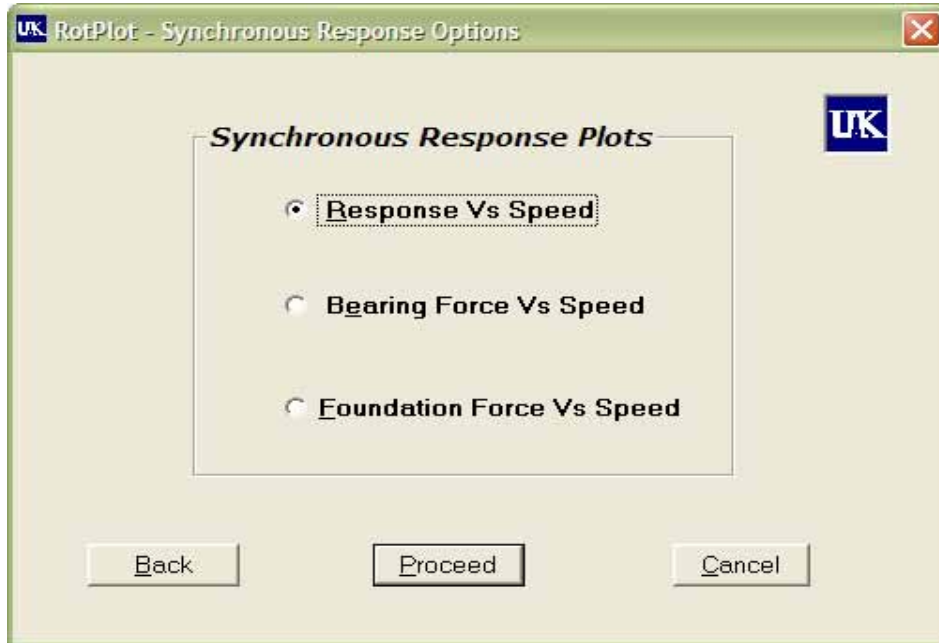 UK RotPlot - Synchronous Response Options
UK
Synchronous Response Plots
Response Vs Speed
Bearing Force Vs Speed
Foundation Force Vs Speed
Back
Proceed
Cancel